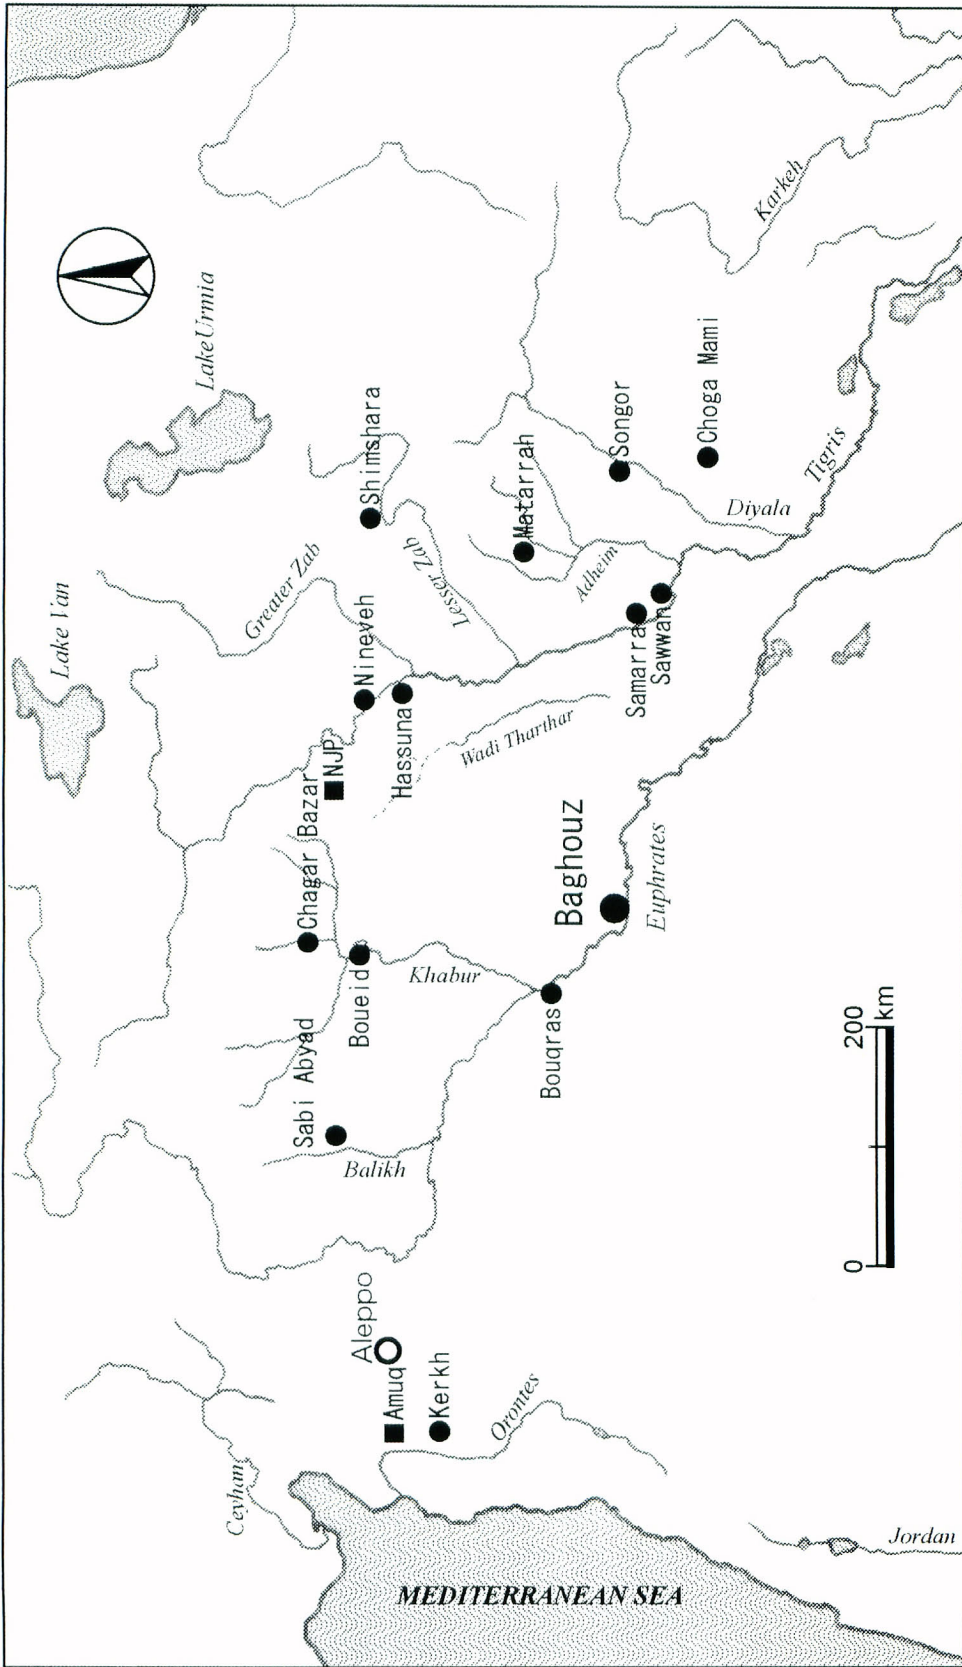 Lake Van
Lake Urmia
Greater Zab
Shimshara
Nineveh
NJP
Chagar Bazar
Hassuna
Lesser Zab
Matarrah
Adheim
Songor
Choga Mami
Karkeh
Diyala
Tigris
Samarra
Sawwan
Wadi Tharthar
Baghouz
Euphrates
Boueid
Khabur
Bouqras
Sabi Abyad
Balikh
Aleppo
Amuq
Kerkh
Orontes
Ceyhan
MEDITERRANEAN SEA
Jordan
0
200
km